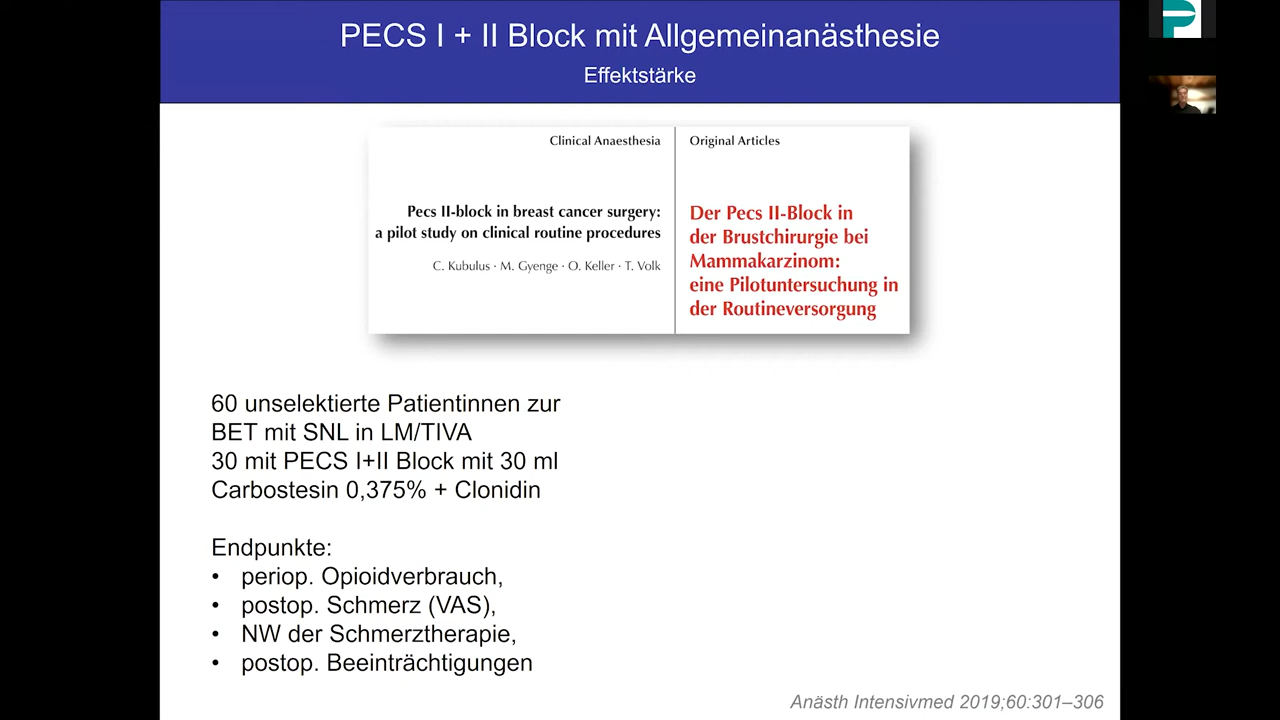 PECS I + II Block mit Allgemeinanästhesie
Effektstärke
Clinical Anaesthesia
Original Articles
Pecs II-block in breast cancer surgery:
a pilot study on clinical routine procedures
C. Kubulus · M. Gyenge · O. Keller · T. Volk
Der Pecs II-Block in
der Brustchirurgie bei
Mammakarzinom:
eine Pilotuntersuchung in
der Routineversorgung
60 unselektierte Patientinnen zur
BET mit SNL in LM/TIVA
30 mit PECS I+II Block mit 30 ml
Carbostesin 0,375% + Clonidin
Endpunkte:
• periop. Opioidverbrauch,
• postop. Schmerz (VAS),
• NW der Schmerztherapie,
• postop. Beeinträchtigungen
Anästh Intensivmed 2019;60:301–306